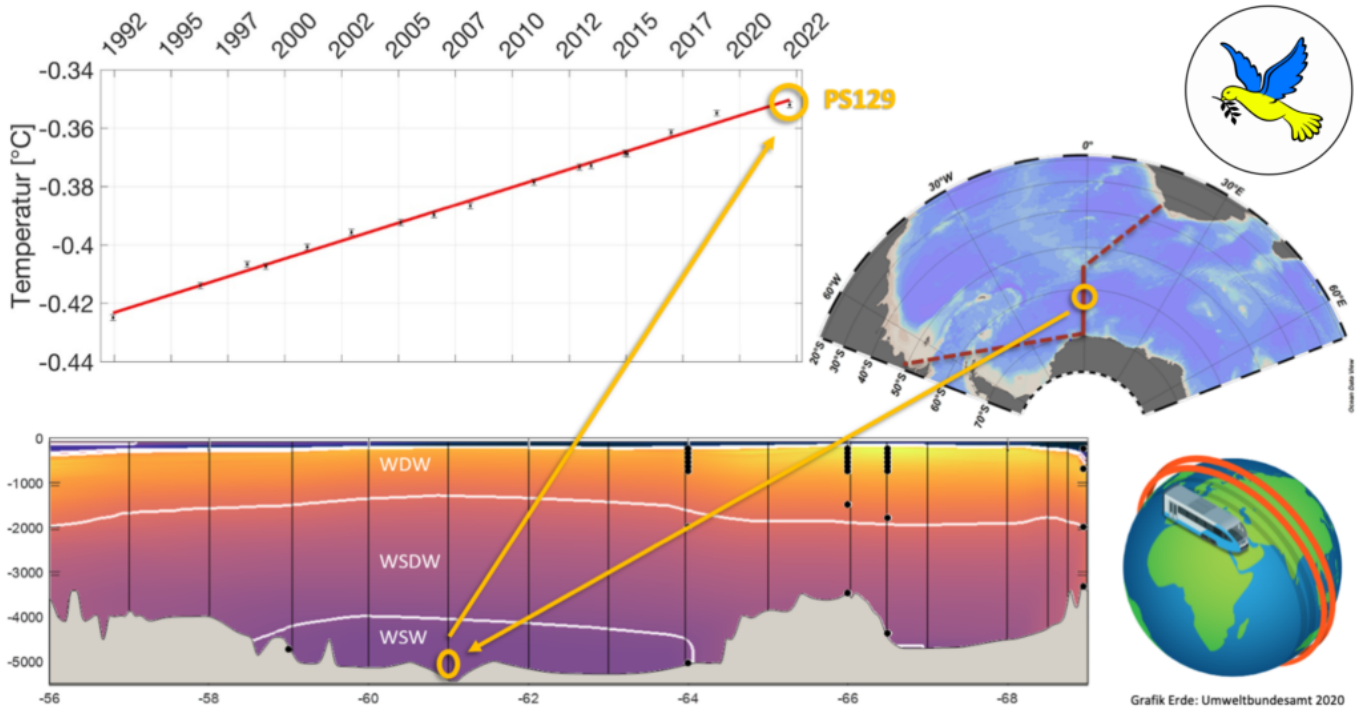 1992 1995 1997 2000 2002 2005 2007 2010 2012 2015 2017 2020 2022
-0.34
-0.36
-0.38
-0.4
-0.42
-0.44
Temperatur [°C]
PS129
0°
30°W
30°E
60°W
60°E
20°S
30°S
40°S
50°S
60°S
70°S
Ocean Data View
0
-1000
-2000
-3000
-4000
-5000
WDW
WSDW
WSW
-56 -58 -60 -62 -64 -66 -68
Grafik Erde: Umweltbundesamt 2020